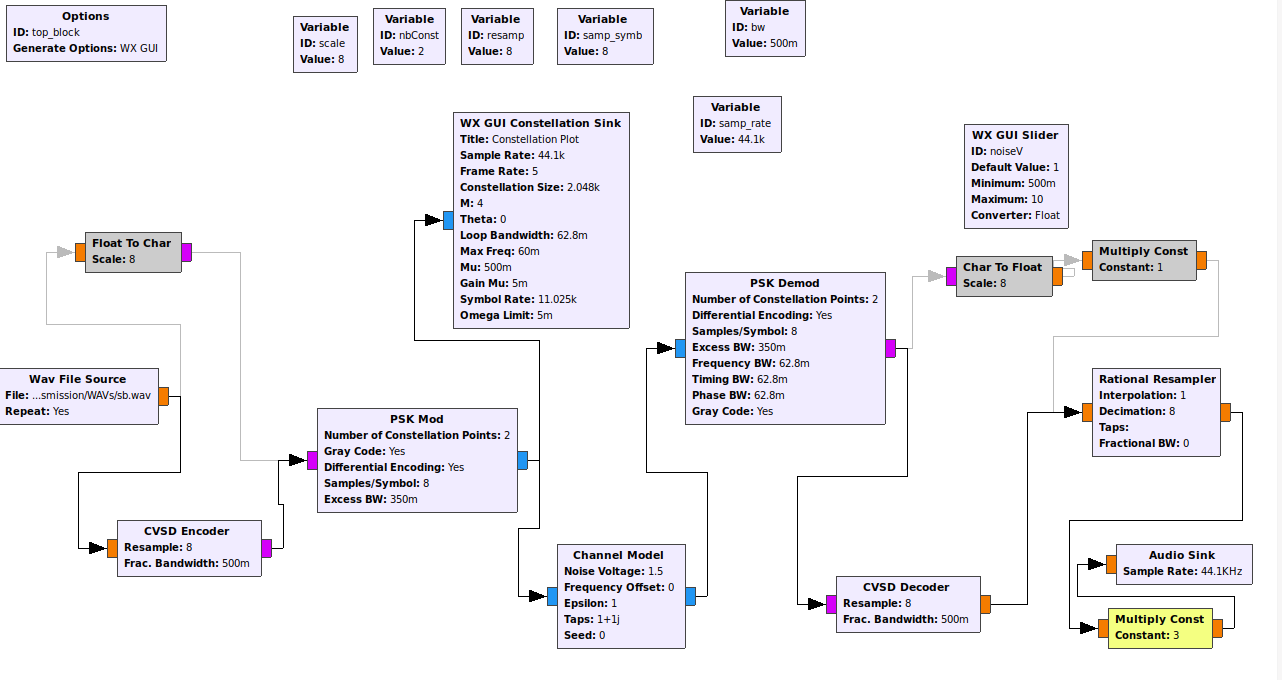 Options
ID: top_block
Generate Options: WX GUI
Variable
ID: scale
Value: 8
Variable
ID: nbConst
Value: 2
Variable
ID: resamp
Value: 8
Variable
ID: samp_symb
Value: 8
Variable
ID: bw
Value: 500m
Variable
ID: samp_rate
Value: 44.1k
WX GUI Slider
ID: noiseV
Default Value: 1
Minimum: 500m
Maximum: 10
Converter: Float
WX GUI Constellation Sink
Title: Constellation Plot
Sample Rate: 44.1k
Frame Rate: 5
Constellation Size: 2.048k
M: 4
Theta: 0
Loop Bandwidth: 62.8m
Max Freq: 60m
Mu: 500m
Gain Mu: 5m
Symbol Rate: 11.025k
Omega Limit: 5m
Float To Char
Scale: 8
Wav File Source
File: ...smission/WAVs/sb.wav
Repeat: Yes
CVSD Encoder
Resample: 8
Frac. Bandwidth: 500m
PSK Mod
Number of Constellation Points: 2
Gray Code: Yes
Differential Encoding: Yes
Samples/Symbol: 8
Excess BW: 350m
Channel Model
Noise Voltage: 1.5
Frequency Offset: 0
Epsilon: 1
Taps: 1+1j
Seed: 0
PSK Demod
Number of Constellation Points: 2
Differential Encoding: Yes
Samples/Symbol: 8
Excess BW: 350m
Frequency BW: 62.8m
Timing BW: 62.8m
Phase BW: 62.8m
Gray Code: Yes
Char To Float
Scale: 8
Multiply Const
Constant: 1
Rational Resampler
Interpolation: 1
Decimation: 8
Taps:
Fractional BW: 0
CVSD Decoder
Resample: 8
Frac. Bandwidth: 500m
Audio Sink
Sample Rate: 44.1KHz
Multiply Const
Constant: 3